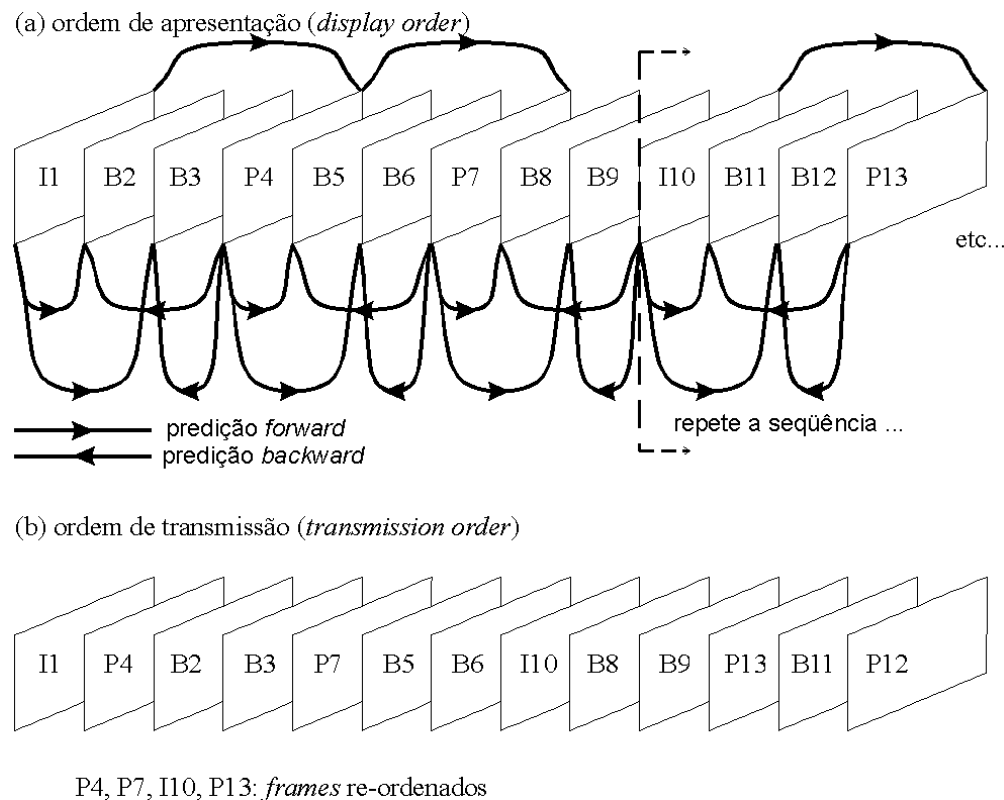 (a) ordem de apresentação (display order)
I1 B2 B3 P4 B5 B6 P7 B8 B9 I10 B11 B12 P13
etc...
predição forward
predição backward
repete a seqüência ...
(b) ordem de transmissão (transmission order)
I1 P4 B2 B3 P7 B5 B6 I10 B8 B9 P13 B11 P12
P4, P7, I10, P13: frames re-ordenados